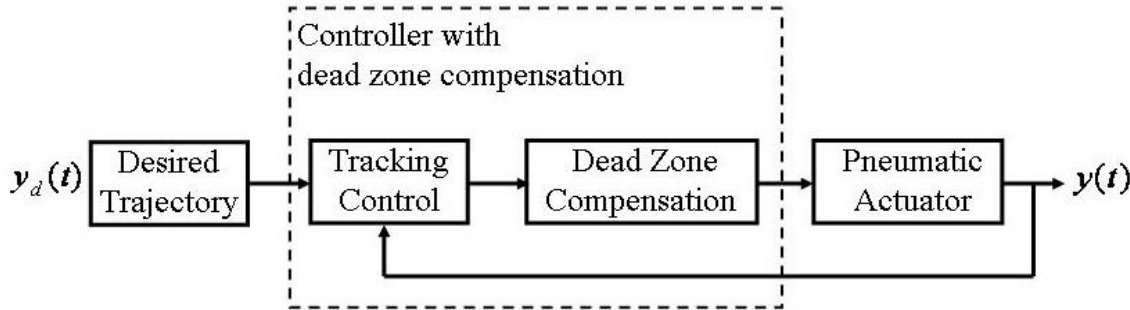 Controller with
dead zone compensation
y_d(t)
Desired
Trajectory
Tracking
Control
Dead Zone
Compensation
Pneumatic
Actuator
y(t)